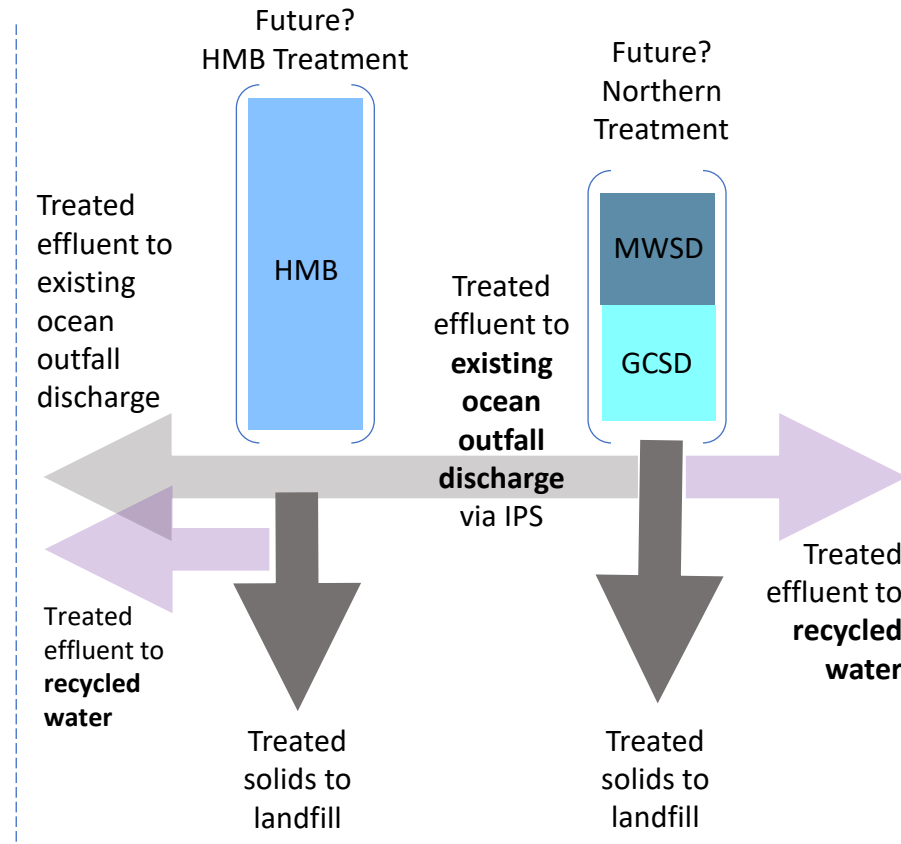 Future?
HMB Treatment
Future?
Northern
Treatment
Treated
effluent to
existing
ocean
outfall
discharge
HMB
MWSD
GCSD
Treated
effluent to
existing
ocean
outfall
discharge
via IPS
Treated
effluent to
recycled
water
Treated
effluent to
recycled
water
Treated
solids to
landfill
Treated
solids to
landfill